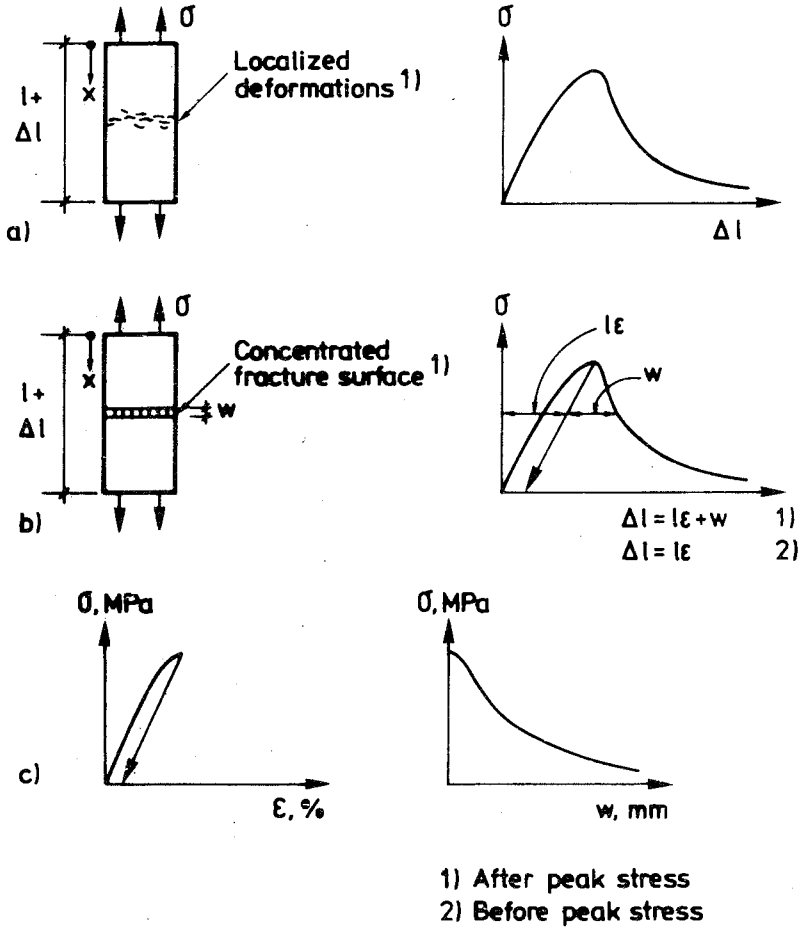 σ
Localized
deformations 1)
x
l+
Δl
a)
σ
Δl
σ
Concentrated
fracture surface 1)
x
w
l+
Δl
b)
σ
lε
w
Δl = lε+w 1)
Δl = lε 2)
σ, MPa
c)
ε, %
σ, MPa
w, mm
1) After peak stress
2) Before peak stress